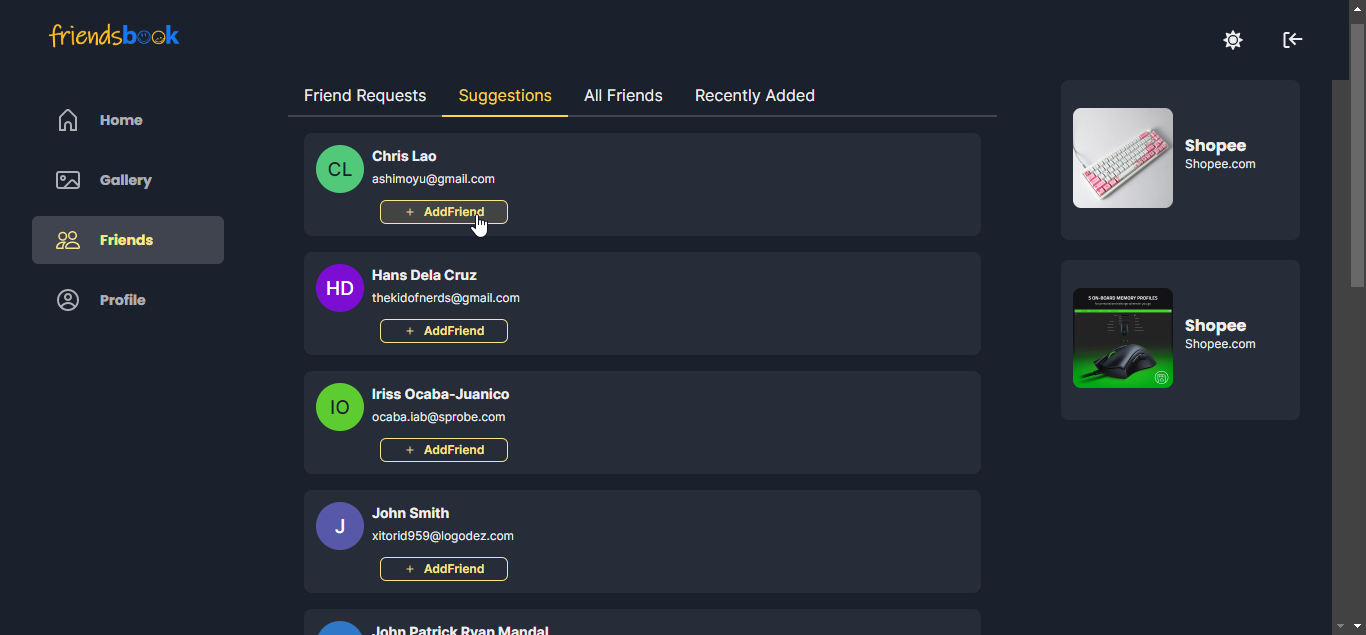 friendsbook
Home
Gallery
Friends
Profile
Friend Requests
Suggestions
All Friends
Recently Added
CL
Chris Lao
ashimoyu@gmail.com
+ AddFriend
HD
Hans Dela Cruz
thekidofnerds@gmail.com
+ AddFriend
IO
Iriss Ocaba-Juanico
ocaba.iab@sprobe.com
+ AddFriend
J
John Smith
xitorid959@logodez.com
+ AddFriend
John Patrick Ryan Mandal
Shopee
Shopee.com
5 ON-BOARD MEMORY PROFILES
Shopee
Shopee.com